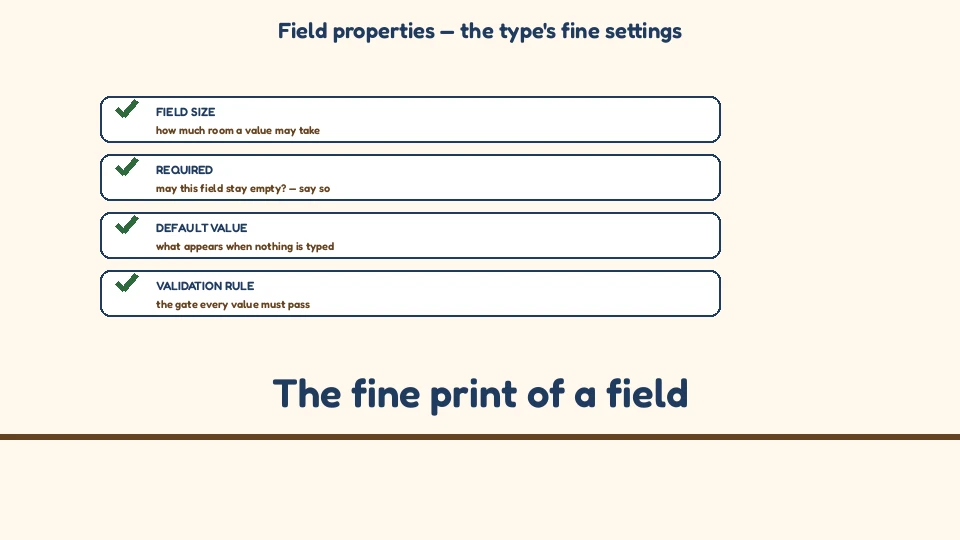 Field properties — the type's fine settings
FIELD SIZE
how much room a value may take
REQUIRED
may this field stay empty? — say so
DEFAULT VALUE
what appears when nothing is typed
VALIDATION RULE
the gate every value must pass
The fine print of a field